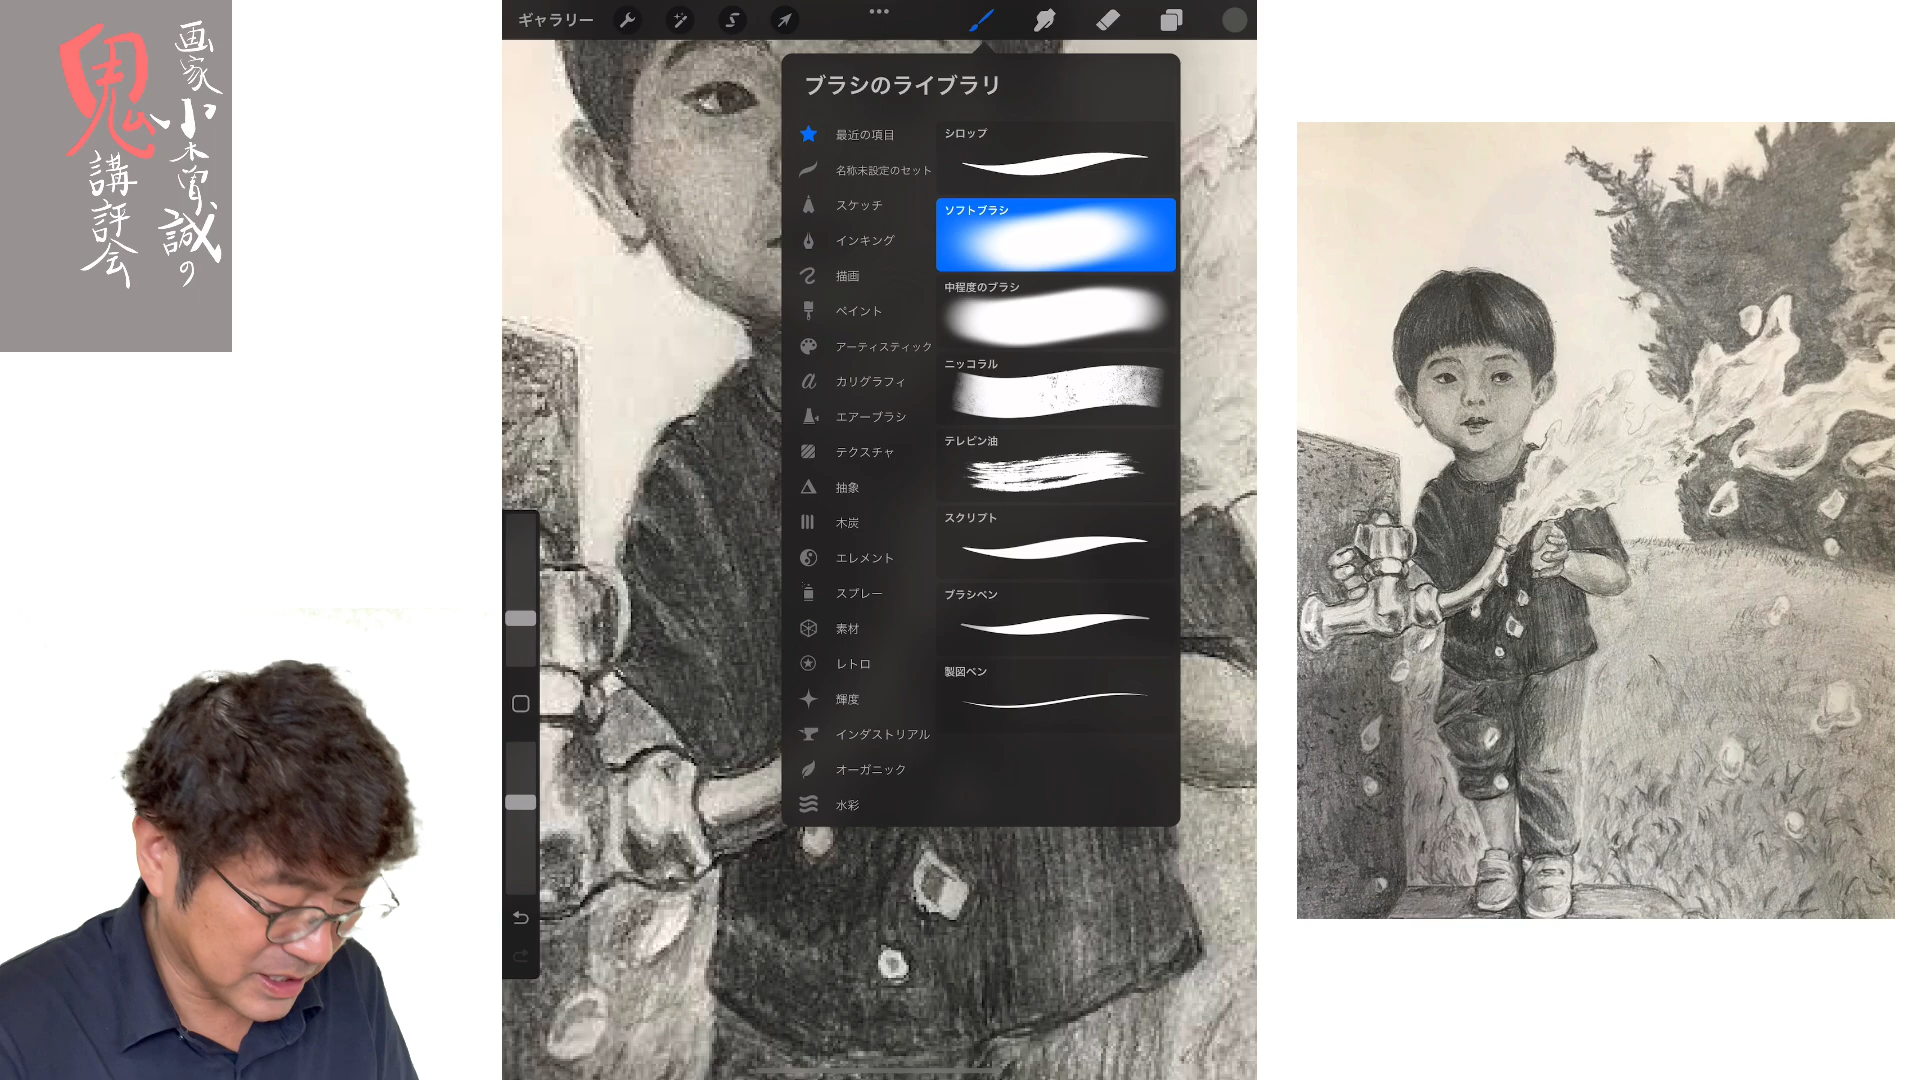 画家小木曽誠の
鬼
講評会
ギャラリー
ブラシのライブラリ
最近の項目
名称未設定のセット
スケッチ
インキング
描画
ペイント
アーティスティック
カリグラフィ
エアーブラシ
テクスチャ
抽象
木炭
エレメント
スプレー
素材
レトロ
輝度
インダストリアル
オーガニック
水彩
シロップ
ソフトブラシ
中程度のブラシ
ニッコラル
テレピン油
スクリプト
ブラシペン
製図ペン